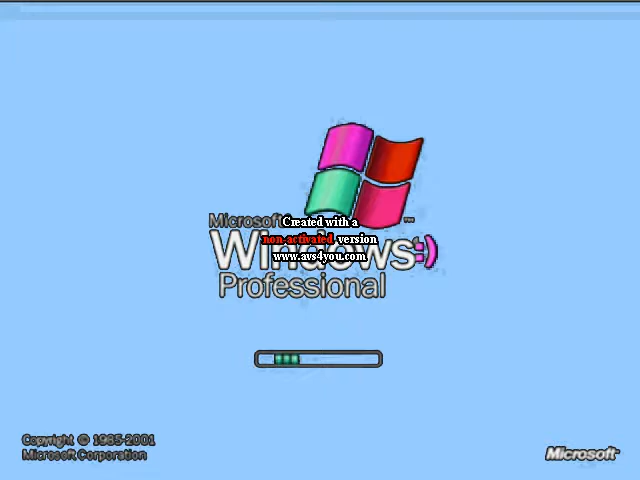 Microsoft
Created with a
non-activated version
Windows :)
www.avs4you.com
Professional
Copyright © 1985-2001
Microsoft Corporation
Microsoft